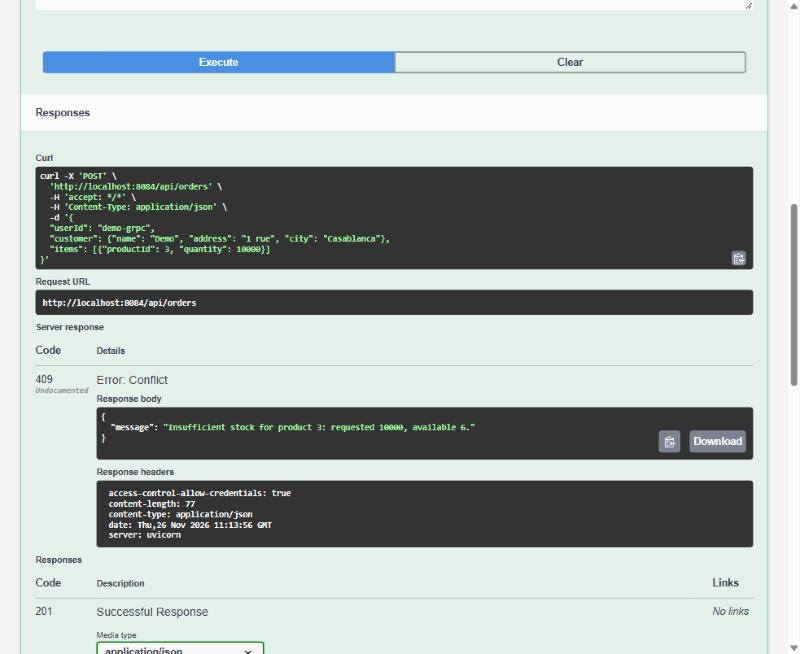 Execute
Clear
Responses
Curl
curl -X 'POST' \
'http://localhost:8084/api/orders' \
-H 'accept: */*' \
-H 'Content-Type: application/json' \
-d '{
"userId": "demo-grpc",
"customer": {"name": "Demo", "address": "1 rue", "city": "Casablanca"},
"items": [{"productId": 3, "quantity": 10000}]
}'
Request URL
http://localhost:8084/api/orders
Server response
Code Details
409 Error: Conflict
Undocumented
Response body
{
"message": "Insufficient stock for product 3: requested 10000, available 6."
}
Download
Response headers
access-control-allow-credentials: true
content-length: 77
content-type: application/json
date: Thu,26 Nov 2026 11:13:56 GMT
server: uvicorn
Responses
Code Description Links
201 Successful Response No links
Media type
application/json